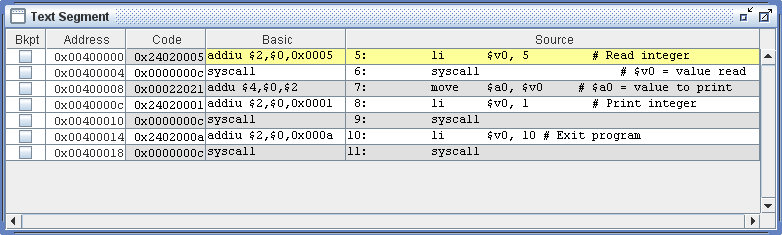 Text Segment
Bkpt Address Code Basic Source
0x00400000 0x24020005 addiu $2,$0,0x0005 5: li $v0, 5 # Read integer
0x00400004 0x0000000c syscall 6: syscall # $v0 = value read
0x00400008 0x00022021 addu $4,$0,$2 7: move $a0, $v0 # $a0 = value to print
0x0040000c 0x24020001 addiu $2,$0,0x0001 8: li $v0, 1 # Print integer
0x00400010 0x0000000c syscall 9: syscall
0x00400014 0x2402000a addiu $2,$0,0x000a 10: li $v0, 10 # Exit program
0x00400018 0x0000000c syscall 11: syscall